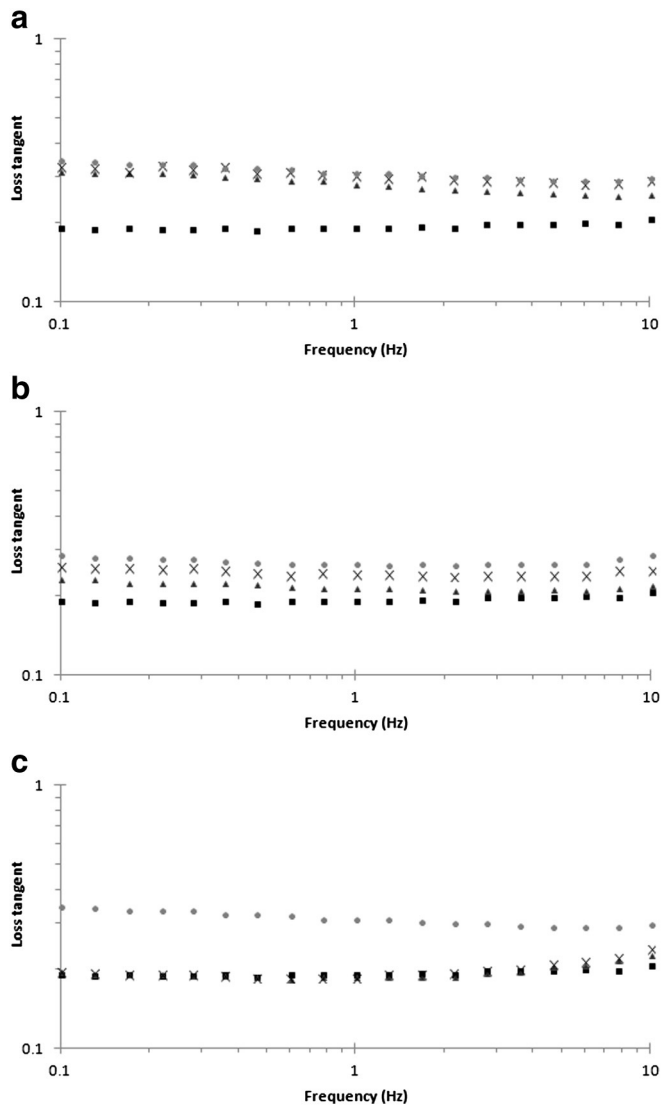 a
1
Loss tangent
0.1
0.1 1 10
Frequency (Hz)
b
1
Loss tangent
0.1
0.1 1 10
Frequency (Hz)
c
1
Loss tangent
0.1
0.1 1 10
Frequency (Hz)